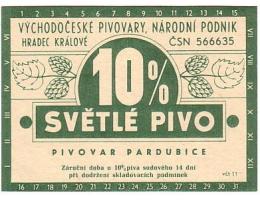 1 2 3 4 5 6 7 8 9 10 11 12 13 14 15
VÝCHODOČESKÉ PIVOVARY, NÁRODNÍ PODNIK
HRADEC KRÁLOVÉ ČSN 566635
10%
SVĚTLÉ PIVO
PIVOVAR PARDUBICE
Záruční doba u 10% piva sudového 14 dní
při dodržení skladovacích podmínek
16 17 18 19 20 21 22 23 24 25 26 27 28 29 30 31